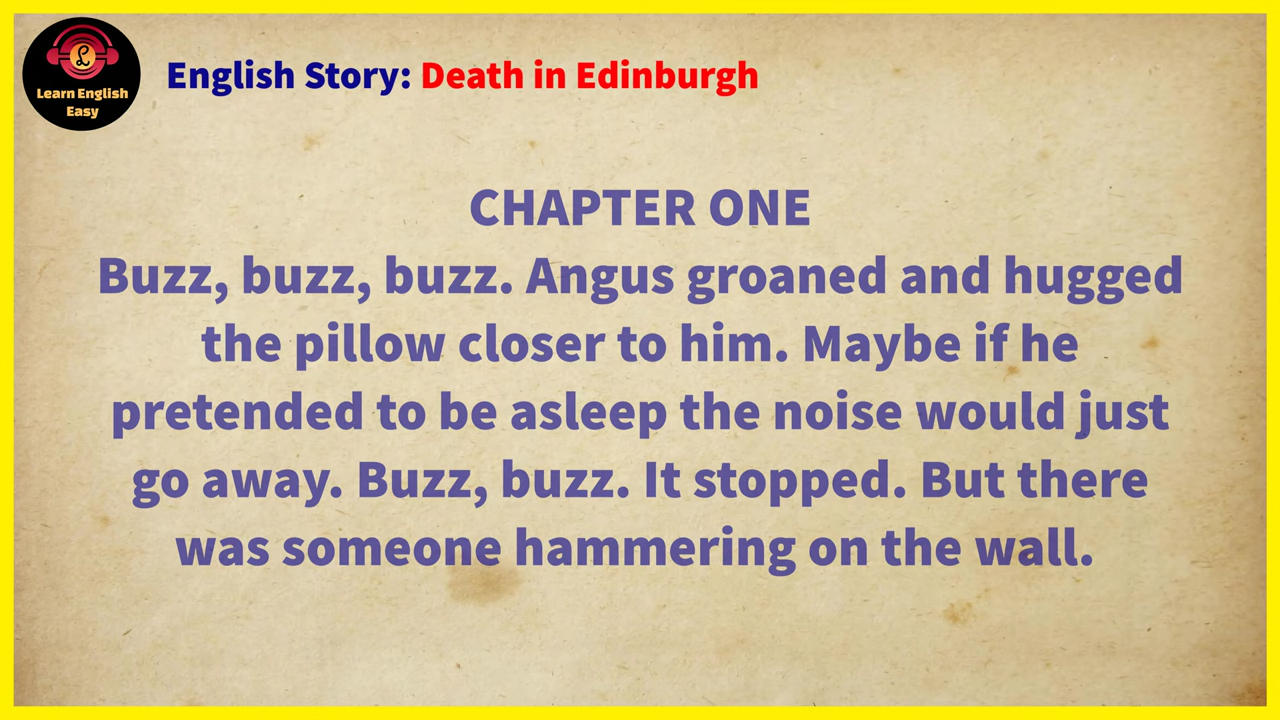 Learn English
Easy
English Story: Death in Edinburgh
CHAPTER ONE
Buzz, buzz, buzz. Angus groaned and hugged
the pillow closer to him. Maybe if he
pretended to be asleep the noise would just
go away. Buzz, buzz. It stopped. But there
was someone hammering on the wall.